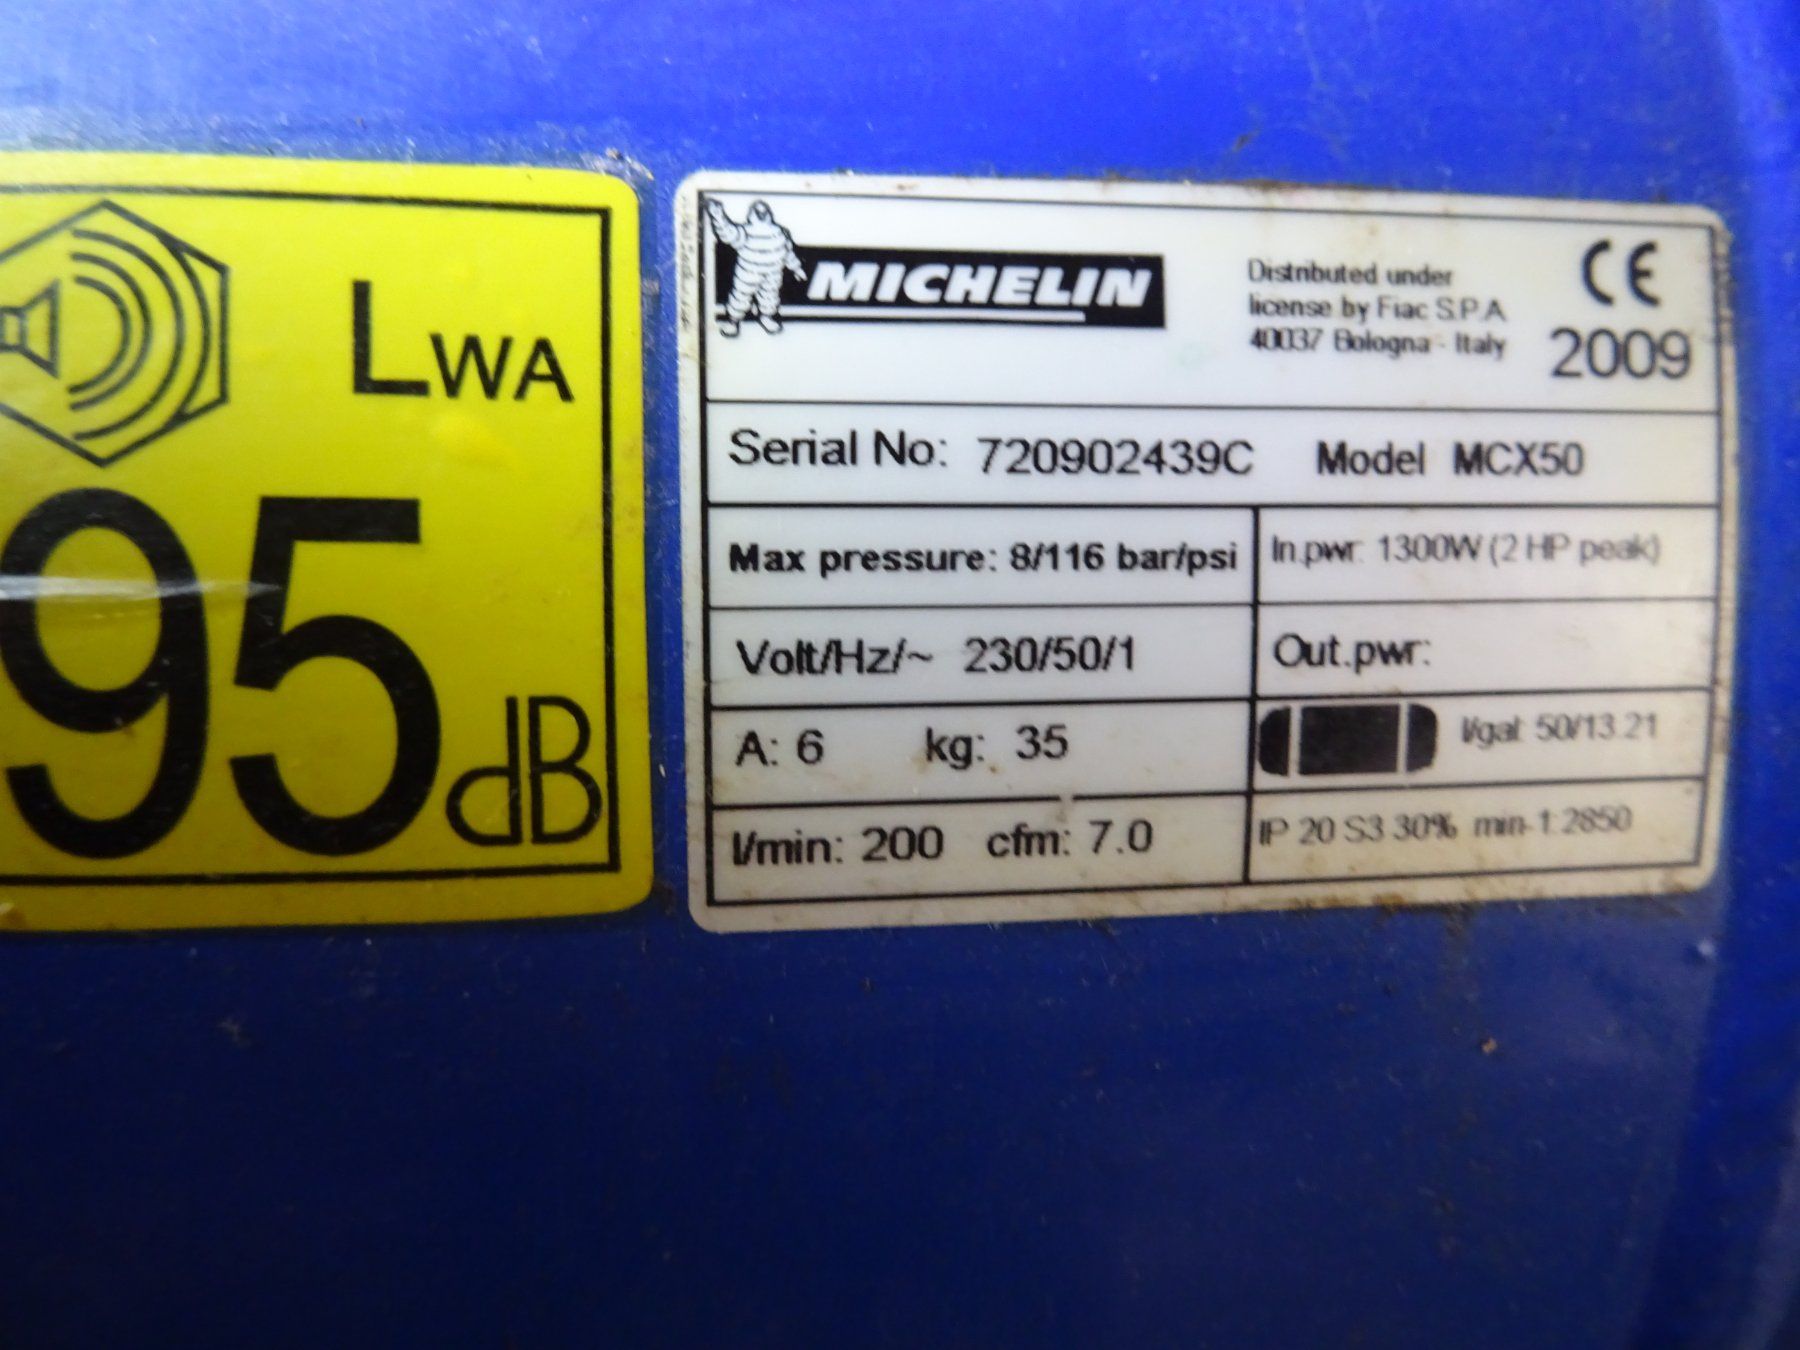 LWA
95 dB
MICHELIN
Distributed under
license by Fiac S.P.A
40037 Bologna - Italy
CE
2009
Serial No: 720902439C Model MCX50
Max pressure: 8/116 bar/psi
In.pwr: 1300W (2 HP peak)
Volt/Hz/~ 230/50/1
Out.pwr:
A: 6 kg: 35
l/gal: 50/13.21
l/min: 200 cfm: 7.0
IP 20 S3 30% min-1:2850